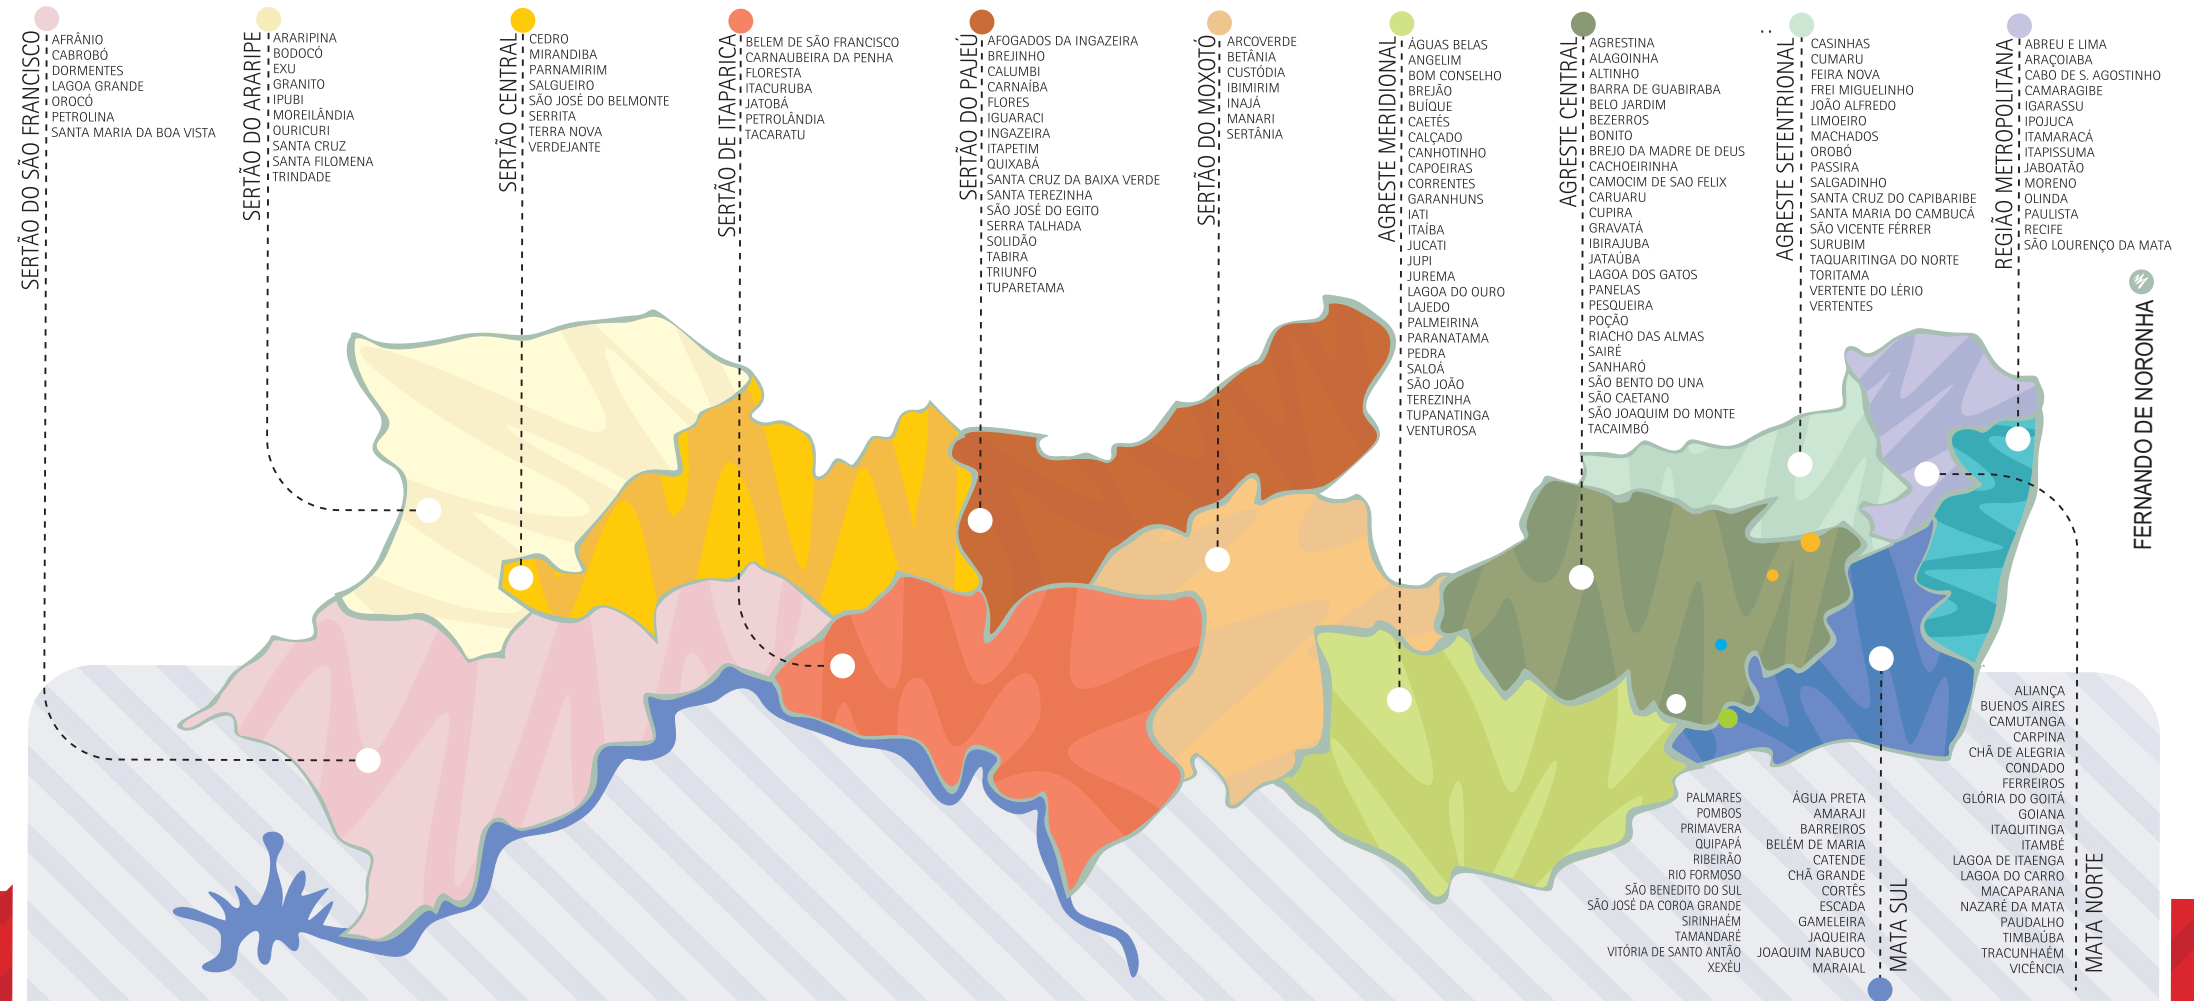 SERTÃO DO SÃO FRANCISCO
AFRÂNIO
CABROBÓ
DORMENTES
LAGOA GRANDE
OROCÓ
PETROLINA
SANTA MARIA DA BOA VISTA
SERTÃO DO ARARIPE
ARARIPINA
BODOCÓ
EXU
GRANITO
IPUBI
MOREILÂNDIA
OURICURI
SANTA CRUZ
SANTA FILOMENA
TRINDADE
SERTÃO CENTRAL
CEDRO
MIRANDIBA
PARNAMIRIM
SALGUEIRO
SÃO JOSÉ DO BELMONTE
SERRITA
TERRA NOVA
VERDEJANTE
SERTÃO DE ITAPARICA
BELEM DE SÃO FRANCISCO
CARNAUBEIRA DA PENHA
FLORESTA
ITACURUBA
JATOBÁ
PETROLÂNDIA
TACARATU
SERTÃO DO PAJEÚ
AFOGADOS DA INGAZEIRA
BREJINHO
CALUMBI
CARNAÍBA
FLORES
IGUARACI
INGAZEIRA
ITAPETIM
QUIXABÁ
SANTA CRUZ DA BAIXA VERDE
SANTA TEREZINHA
SÃO JOSÉ DO EGITO
SERRA TALHADA
SOLIDÃO
TABIRA
TRIUNFO
TUPARETAMA
SERTÃO DO MOXOTÓ
ARCOVERDE
BETÂNIA
CUSTÓDIA
IBIMIRIM
INAJÁ
MANARI
SERTÂNIA
AGRESTE MERIDIONAL
ÁGUAS BELAS
ANGELIM
BOM CONSELHO
BREJÃO
BUÍQUE
CAETÉS
CALÇADO
CANHOTINHO
CAPOEIRAS
CORRENTES
GARANHUNS
IATI
ITAÍBA
JUCATI
JUPI
JUREMA
LAGOA DO OURO
LAJEDO
PALMEIRINA
PARANATAMA
PEDRA
SALOÁ
SÃO JOÃO
TEREZINHA
TUPANATINGA
VENTUROSA
AGRESTE CENTRAL
AGRESTINA
ALAGOINHA
ALTINHO
BARRA DE GUABIRABA
BELO JARDIM
BEZERROS
BONITO
BREJO DA MADRE DE DEUS
CACHOEIRINHA
CAMOCIM DE SAO FELIX
CARUARU
CUPIRA
GRAVATÁ
IBIRAJUBA
JATAÚBA
LAGOA DOS GATOS
PANELAS
PESQUEIRA
POÇÃO
RIACHO DAS ALMAS
SAIRÉ
SANHARÓ
SÃO BENTO DO UNA
SÃO CAETANO
SÃO JOAQUIM DO MONTE
TACAIMBÓ
AGRESTE SETENTRIONAL
CASINHAS
CUMARU
FEIRA NOVA
FREI MIGUELINHO
JOÃO ALFREDO
LIMOEIRO
MACHADOS
OROBÓ
PASSIRA
SALGADINHO
SANTA CRUZ DO CAPIBARIBE
SANTA MARIA DO CAMBUCÁ
SÃO VICENTE FÉRRER
SURUBIM
TAQUARITINGA DO NORTE
TORITAMA
VERTENTE DO LÉRIO
VERTENTES
REGIÃO METROPOLITANA
ABREU E LIMA
ARAÇOIABA
CABO DE S. AGOSTINHO
CAMARAGIBE
IGARASSU
IPOJUCA
ITAMARACÁ
ITAPISSUMA
JABOATÃO
MORENO
OLINDA
PAULISTA
RECIFE
SÃO LOURENÇO DA MATA
FERNANDO DE NORONHA
PALMARES
POMBOS
PRIMAVERA
QUIPAPÁ
RIBEIRÃO
RIO FORMOSO
SÃO BENEDITO DO SUL
SÃO JOSÉ DA COROA GRANDE
SIRINHAÉM
TAMANDARÉ
VITÓRIA DE SANTO ANTÃO
XEXÉU
ÁGUA PRETA
AMARAJI
BARREIROS
BELÉM DE MARIA
CATENDE
CHÃ GRANDE
CORTÊS
ESCADA
GAMELEIRA
JAQUEIRA
JOAQUIM NABUCO
MARAIAL
MATA SUL
ALIANÇA
BUENOS AIRES
CAMUTANGA
CARPINA
CHÃ DE ALEGRIA
CONDADO
FERREIROS
GLÓRIA DO GOITÁ
GOIANA
ITAQUITINGA
ITAMBÉ
LAGOA DE ITAENGA
LAGOA DO CARRO
MACAPARANA
NAZARÉ DA MATA
PAUDALHO
TIMBAÚBA
TRACUNHAÉM
VICÊNCIA
MATA NORTE